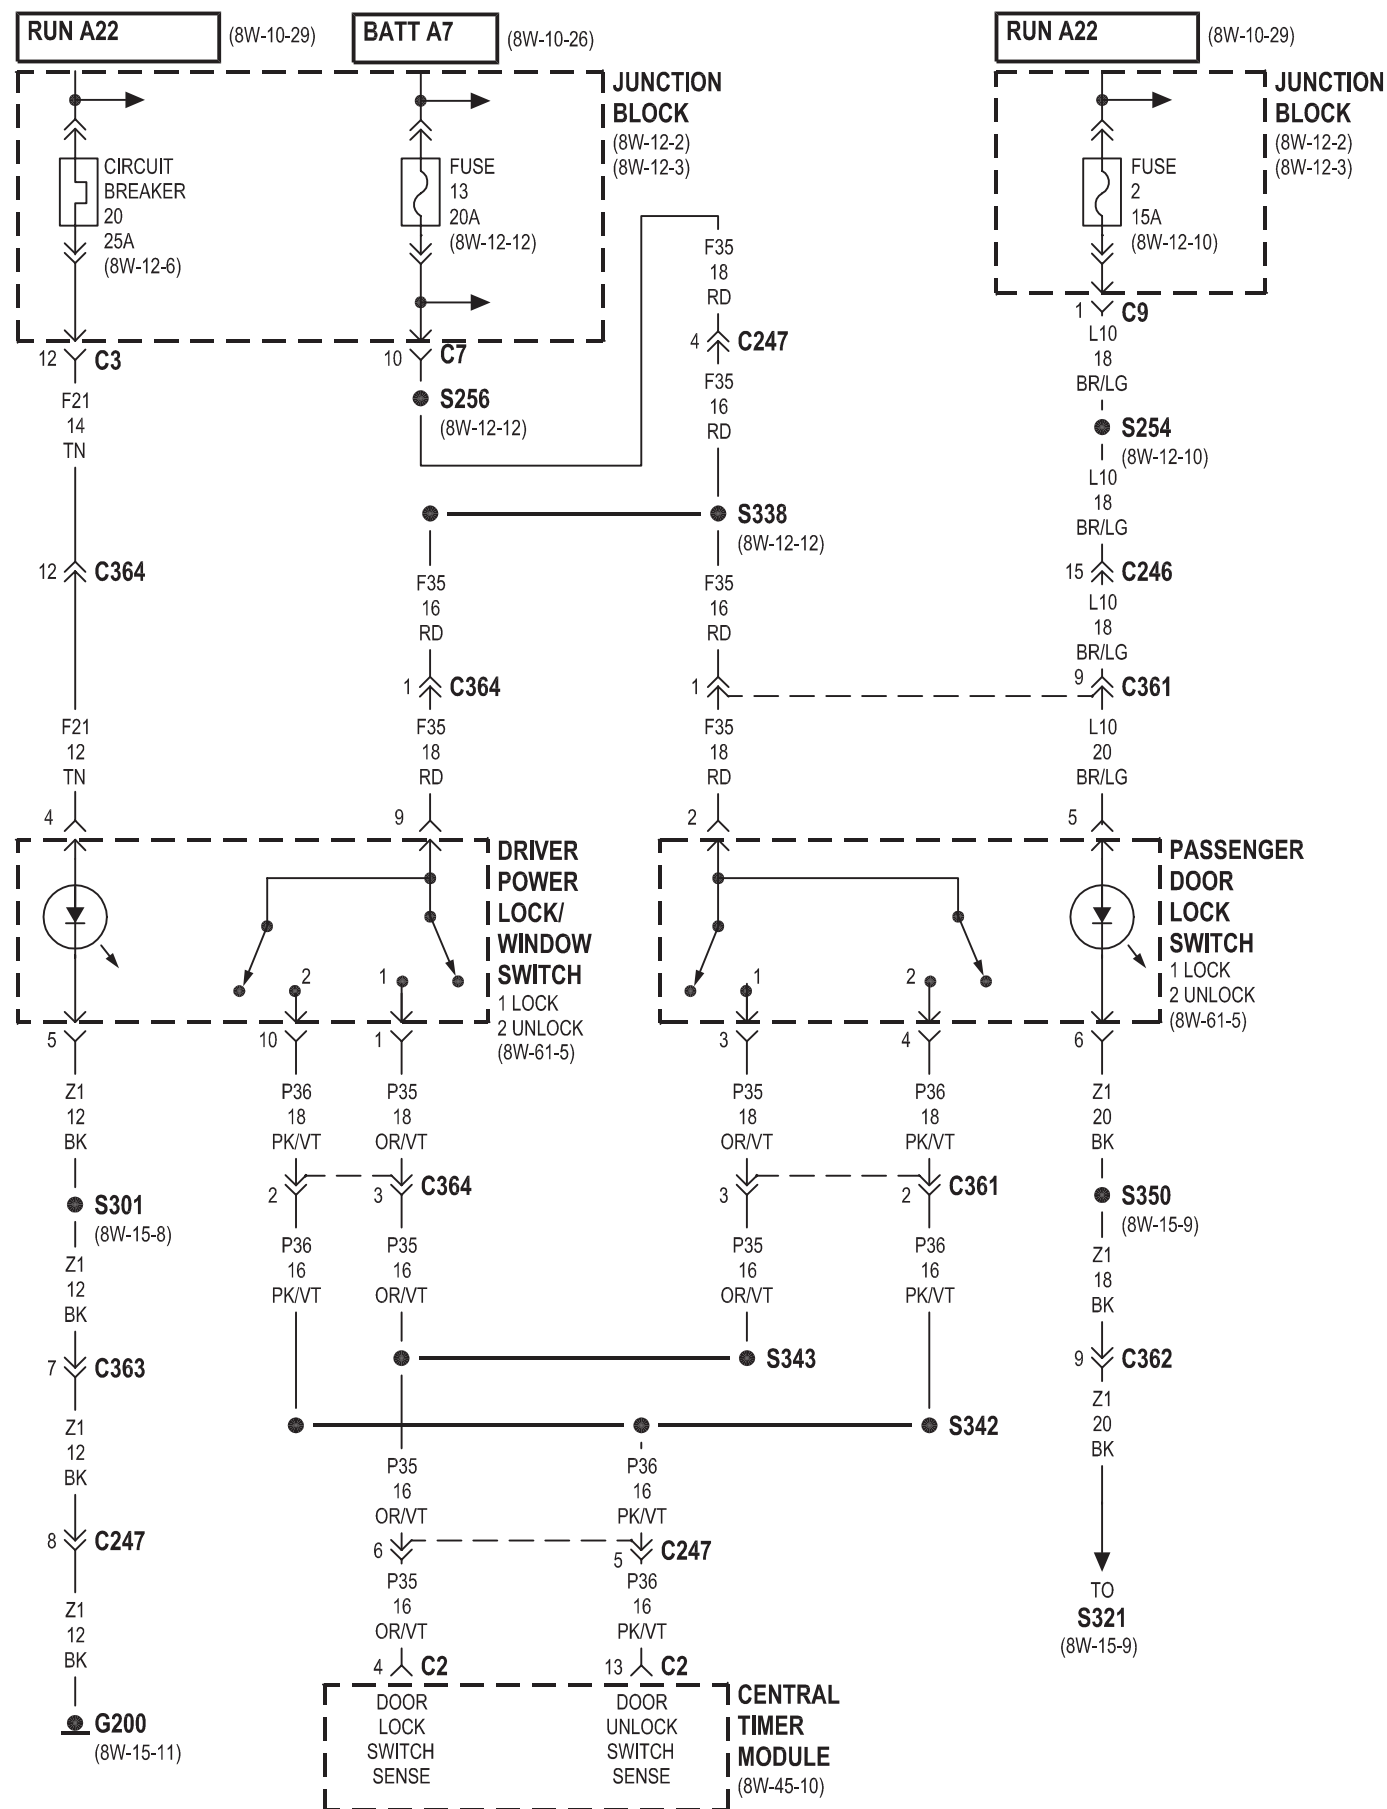 RUN A22
(8W-10-29)
BATT A7
(8W-10-26)
RUN A22
(8W-10-29)
JUNCTION
BLOCK
(8W-12-2)
(8W-12-3)
JUNCTION
BLOCK
(8W-12-2)
(8W-12-3)
CIRCUIT
BREAKER
20
25A
(8W-12-6)
FUSE
13
20A
(8W-12-12)
FUSE
2
15A
(8W-12-10)
F35
18
RD
4
C247
F35
16
RD
12
C3
10
C7
1
C9
F21
14
TN
S256
(8W-12-12)
L10
18
BR/LG
S254
(8W-12-10)
L10
18
BR/LG
S338
(8W-12-12)
12
C364
15
C246
F35
16
RD
F35
16
RD
L10
18
BR/LG
1
C364
1
9
C361
F21
12
TN
F35
18
RD
F35
18
RD
L10
20
BR/LG
4
9
2
5
DRIVER
POWER
LOCK/
WINDOW
SWITCH
1 LOCK
2 UNLOCK
(8W-61-5)
PASSENGER
DOOR
LOCK
SWITCH
1 LOCK
2 UNLOCK
(8W-61-5)
2
1
1
2
5
10
1
3
4
6
Z1
12
BK
P36
18
PK/VT
P35
18
OR/VT
P35
18
OR/VT
P36
18
PK/VT
Z1
20
BK
2
3
C364
3
2
C361
S301
(8W-15-8)
S350
(8W-15-9)
Z1
12
BK
P36
16
PK/VT
P35
16
OR/VT
P35
16
OR/VT
P36
16
PK/VT
Z1
18
BK
7
C363
S343
9
C362
S342
Z1
12
BK
P35
16
OR/VT
P36
16
PK/VT
Z1
20
BK
8
C247
6
5
C247
P35
16
OR/VT
P36
16
PK/VT
TO
S321
(8W-15-9)
Z1
12
BK
4
C2
13
C2
G200
(8W-15-11)
DOOR
LOCK
SWITCH
SENSE
DOOR
UNLOCK
SWITCH
SENSE
CENTRAL
TIMER
MODULE
(8W-45-10)